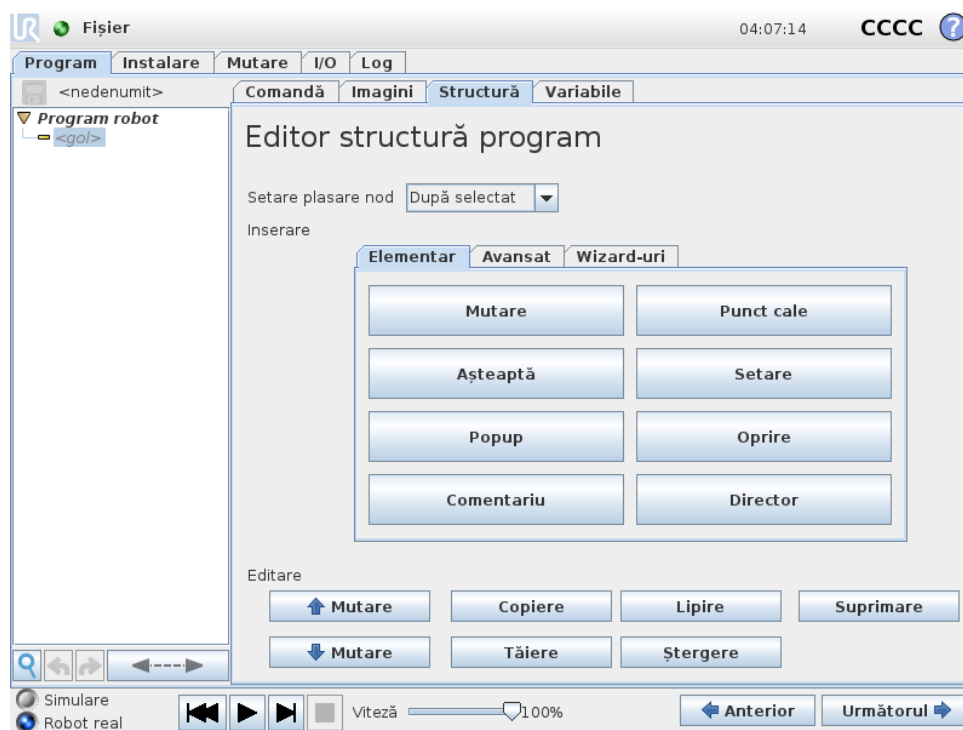 UR Fișier 04:07:14 CCCC ?
Program Instalare Mutare I/O Log
<nedenumit> Comandă Imagini Structură Variabile
Program robot
<gol>
Editor structură program
Setare plasare nod După selectat
Inserare
Elementar Avansat Wizard-uri
Mutare Punct cale
Așteaptă Setare
Popup Oprire
Comentariu Director
Editare
Mutare Copiere Lipire Suprimare
Mutare Tăiere Ștergere
Simulare
Robot real
Viteză 100%
Anterior Următorul